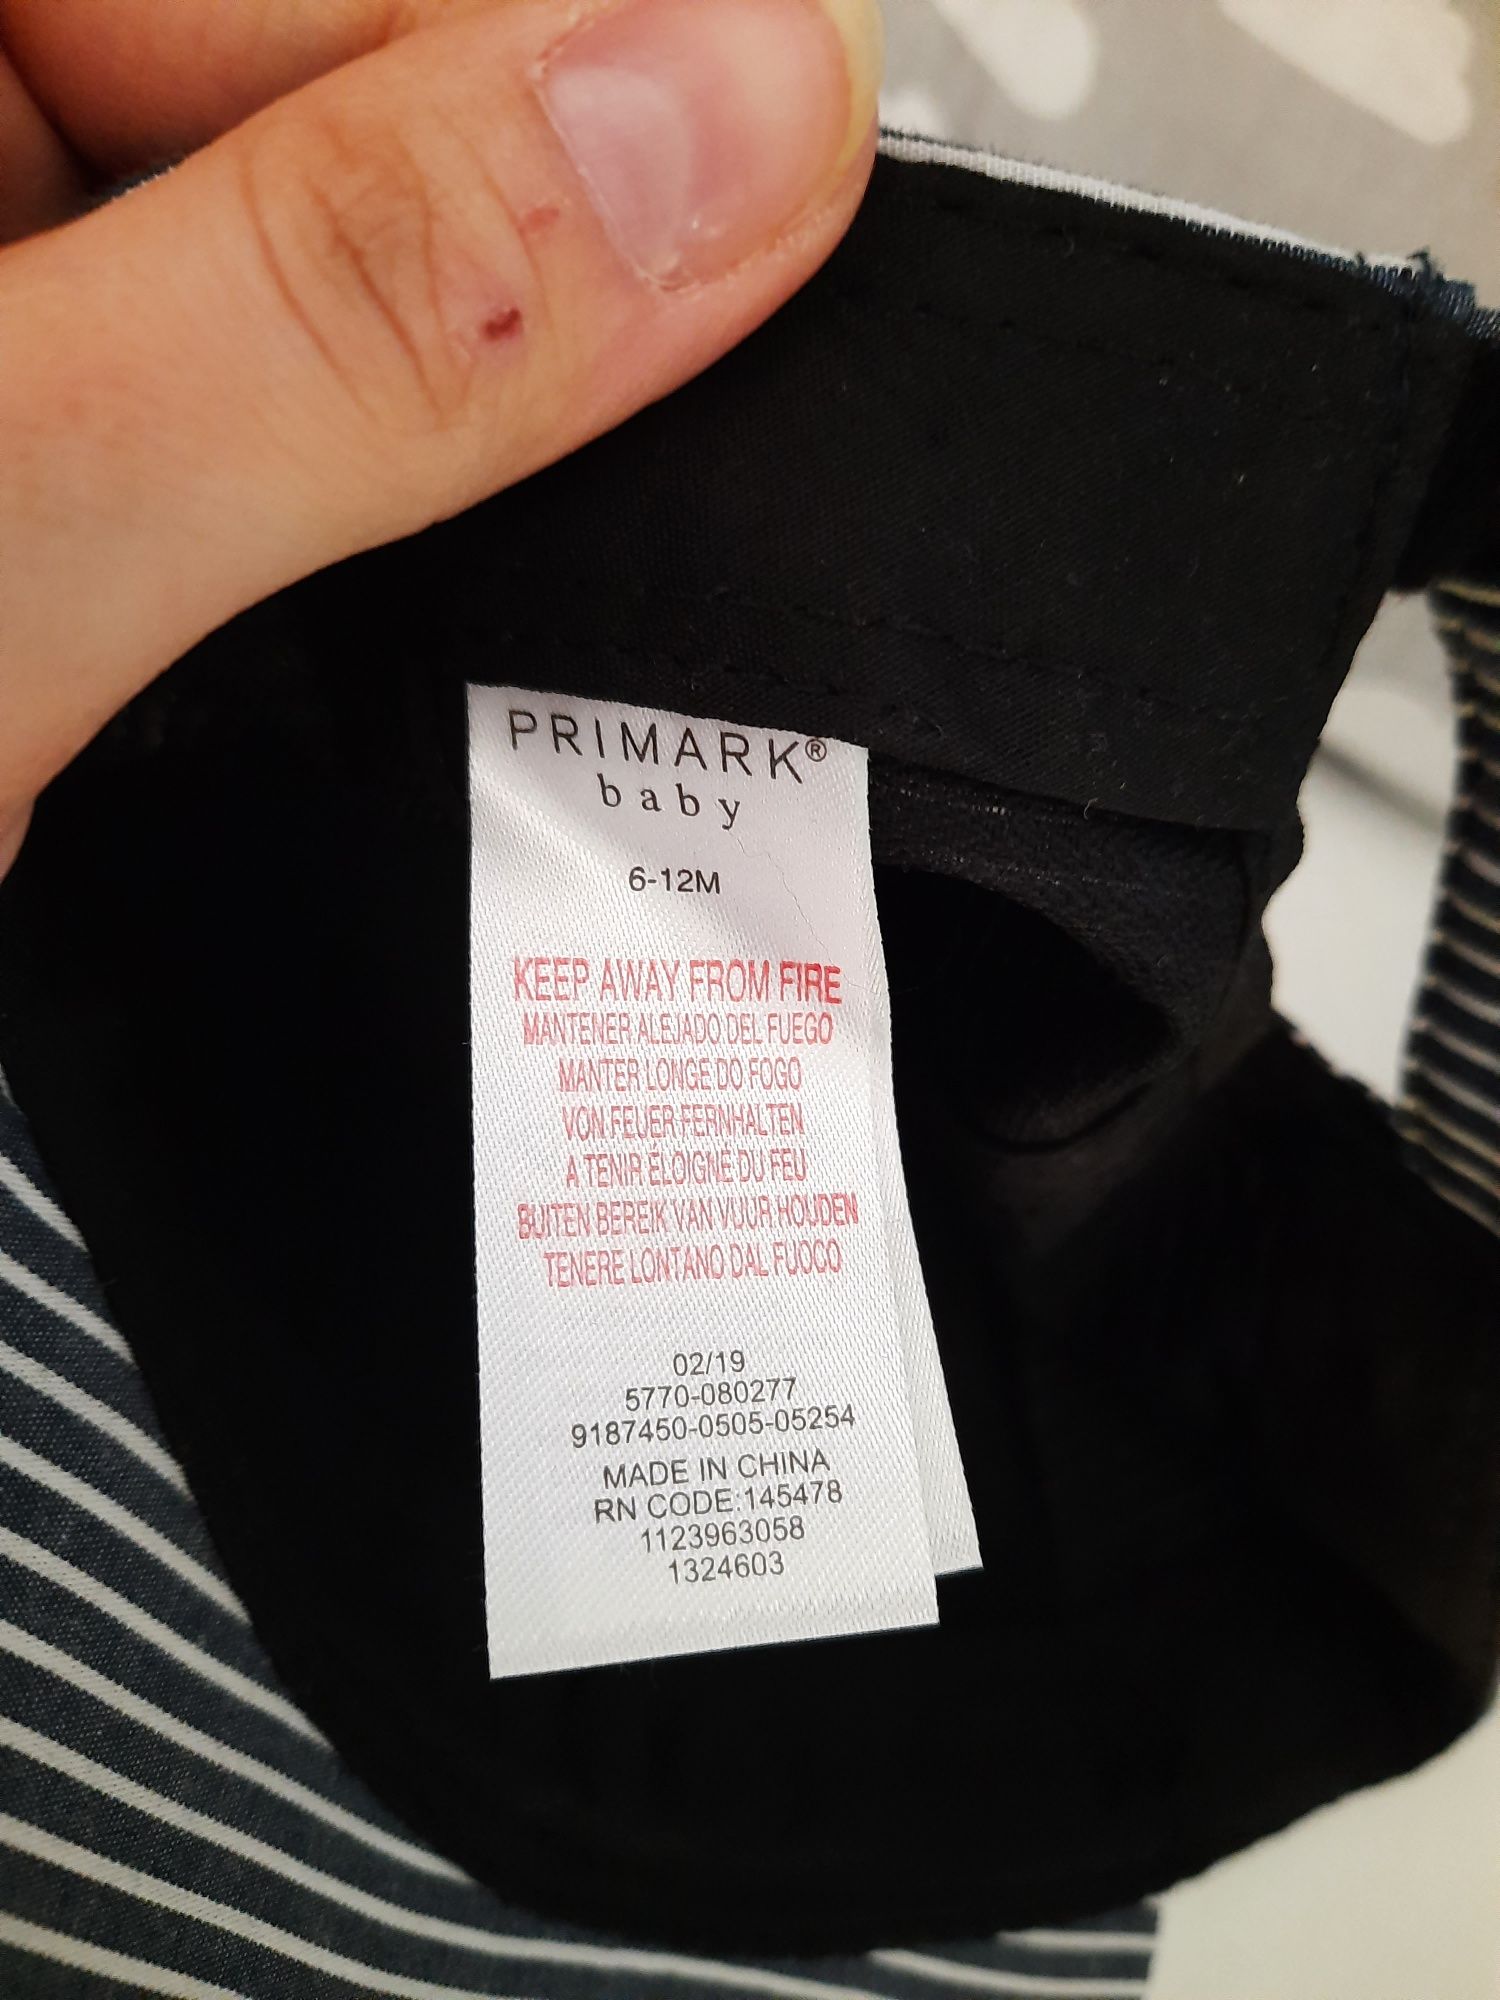 PRIMARK®
baby
6-12M
KEEP AWAY FROM FIRE
MANTENER ALEJADO DEL FUEGO
MANTER LONGE DO FOGO
VON FEUER FERNHALTEN
A TENIR ÉLOIGNÉ DU FEU
BUITEN BEREIK VAN VUUR HOUDEN
TENERE LONTANO DAL FUOCO
02/19
5770-080277
9187450-0505-05254
MADE IN CHINA
RN CODE:145478
1123963058
1324603